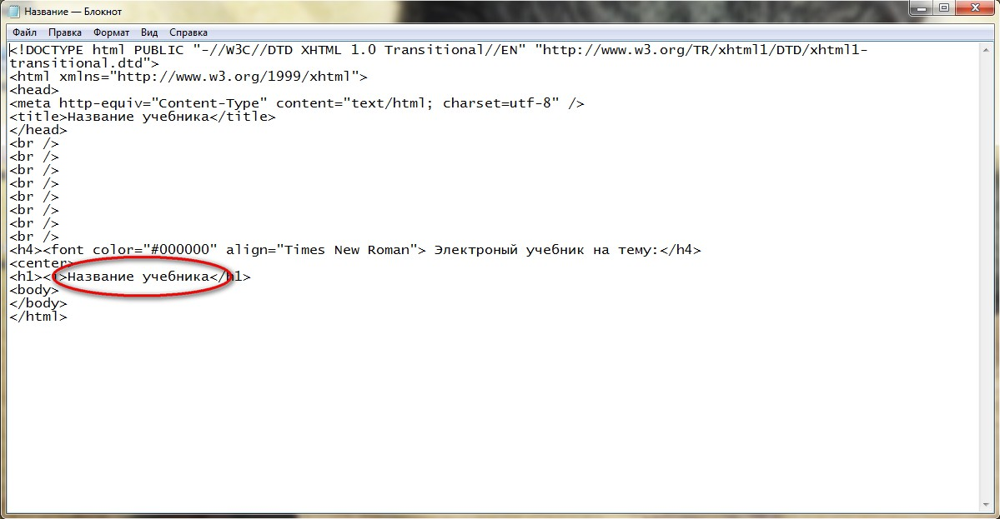 Название — Блокнот
Файл Правка Формат Вид Справка
<!DOCTYPE html PUBLIC "-//W3C//DTD XHTML 1.0 Transitional//EN" "http://www.w3.org/TR/xhtml1/DTD/xhtml1-
transitional.dtd">
<html xmlns="http://www.w3.org/1999/xhtml">
<head>
<meta http-equiv="Content-Type" content="text/html; charset=utf-8" />
<title>Название учебника</title>
</head>
<br />
<br />
<br />
<br />
<br />
<br />
<br />
<br />
<h4><font color="#000000" align="Times New Roman"> Электроный учебник на тему:</h4>
<center>
<h1><i>Название учебника</h1>
<body>
</body>
</html>